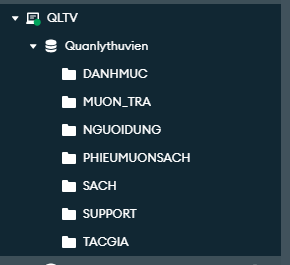 QLTV
Quanlythuvien
DANHMUC
MUON_TRA
NGUOIDUNG
PHIEUMUONSACH
SACH
SUPPORT
TACGIA